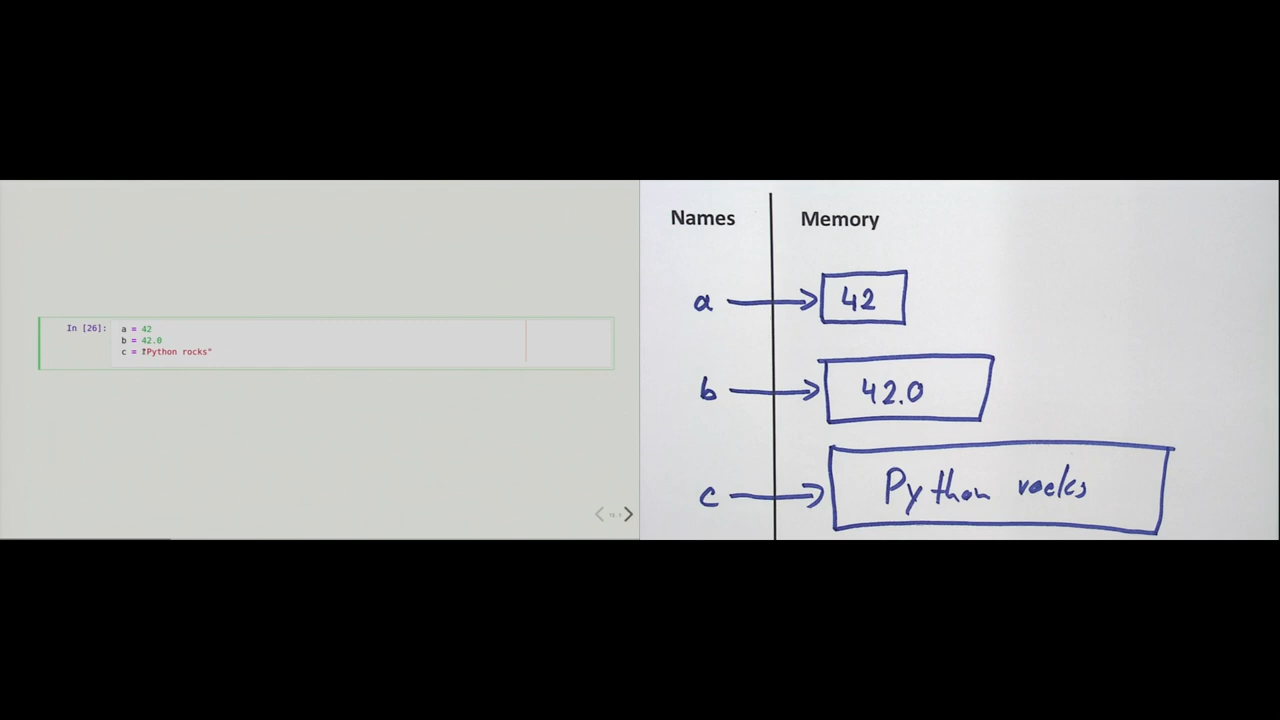 In [26]: a = 42
b = 42.0
c = "Python rocks"
Names Memory
a 42
b 42.0
c Python rocks